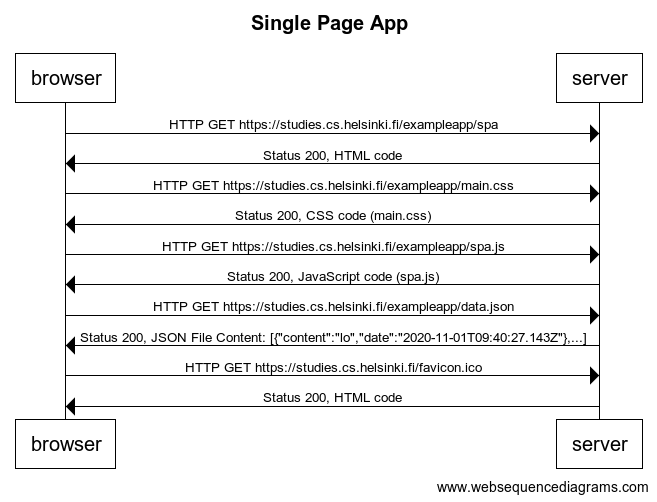 Single Page App
browser
server
HTTP GET https://studies.cs.helsinki.fi/exampleapp/spa
Status 200, HTML code
HTTP GET https://studies.cs.helsinki.fi/exampleapp/main.css
Status 200, CSS code (main.css)
HTTP GET https://studies.cs.helsinki.fi/exampleapp/spa.js
Status 200, JavaScript code (spa.js)
HTTP GET https://studies.cs.helsinki.fi/exampleapp/data.json
Status 200, JSON File Content: [{"content":"lo","date":"2020-11-01T09:40:27.143Z"},...]
HTTP GET https://studies.cs.helsinki.fi/favicon.ico
Status 200, HTML code
browser
server
www.websequencediagrams.com